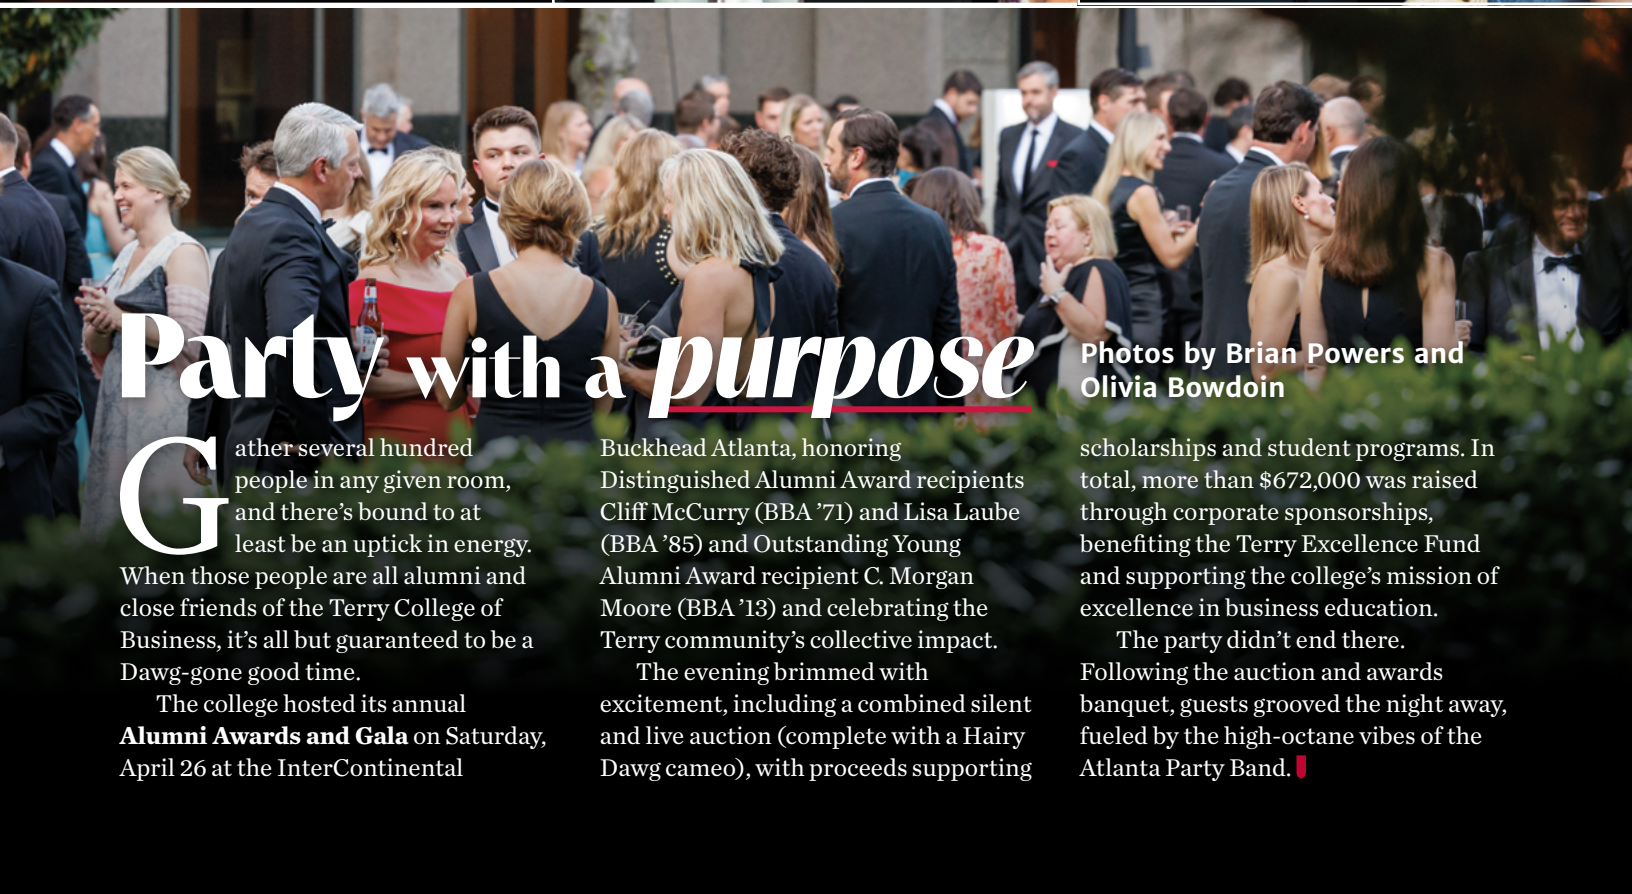 Party with a purpose
Photos by Brian Powers and
Olivia Bowdoin
Gather several hundred
people in any given room,
and there’s bound to at
least be an uptick in energy.
When those people are all alumni and
close friends of the Terry College of
Business, it’s all but guaranteed to be a
Dawg-gone good time.
The college hosted its annual
Alumni Awards and Gala on Saturday,
April 26 at the InterContinental
Buckhead Atlanta, honoring
Distinguished Alumni Award recipients
Cliff McCurry (BBA ’71) and Lisa Laube
(BBA ’85) and Outstanding Young
Alumni Award recipient C. Morgan
Moore (BBA ’13) and celebrating the
Terry community’s collective impact.
The evening brimmed with
excitement, including a combined silent
and live auction (complete with a Hairy
Dawg cameo), with proceeds supporting
scholarships and student programs. In
total, more than $672,000 was raised
through corporate sponsorships,
benefiting the Terry Excellence Fund
and supporting the college’s mission of
excellence in business education.
The party didn’t end there.
Following the auction and awards
banquet, guests grooved the night away,
fueled by the high-octane vibes of the
Atlanta Party Band.